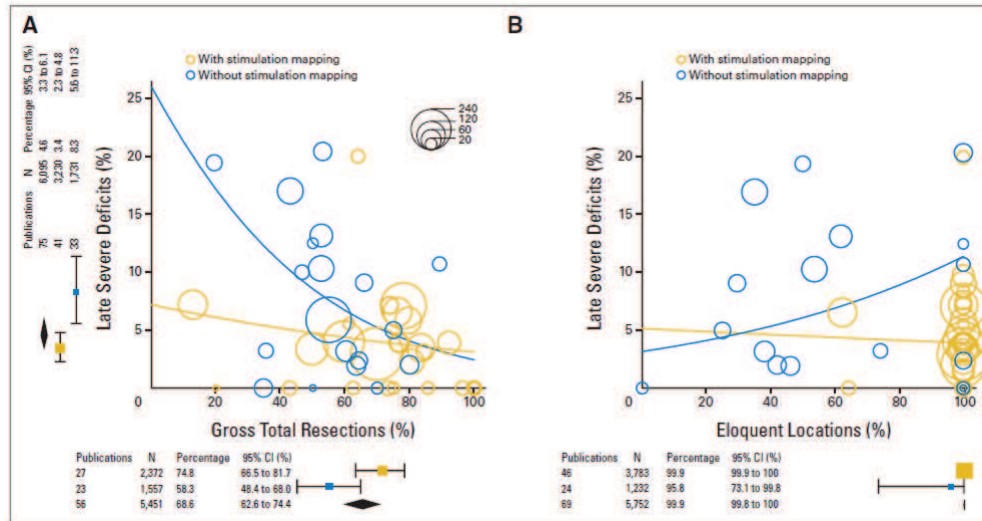 A
B
With stimulation mapping
Without stimulation mapping
With stimulation mapping
Without stimulation mapping
Publications N Percentage 95% CI (%)
75 6,095 4.6 3.3 to 6.1
41 3,230 3.4 2.3 to 4.8
33 1,731 8.3 5.6 to 11.3
Late Severe Deficits (%)
25
20
15
10
5
0
20
40
60
80
100
Gross Total Resections (%)
240
120
60
20
Late Severe Deficits (%)
25
20
15
10
5
0
20
40
60
80
100
Eloquent Locations (%)
Publications N Percentage 95% CI (%)
27 2,372 74.8 66.5 to 81.7
23 1,557 58.3 48.4 to 68.0
56 5,451 68.6 62.6 to 74.4
Publications N Percentage 95% CI (%)
46 3,783 99.9 99.9 to 100
24 1,232 95.8 73.1 to 99.8
69 5,752 99.9 99.8 to 100